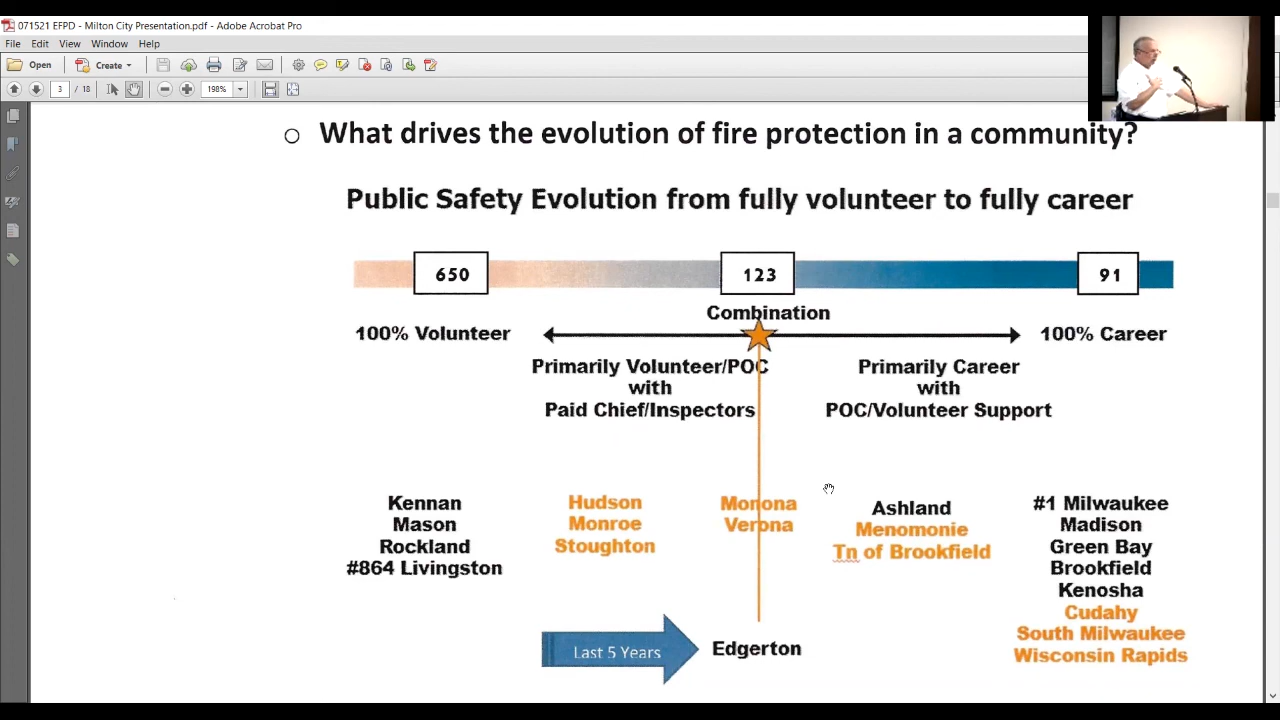 071521 EFPD - Milton City Presentation.pdf - Adobe Acrobat Pro
File Edit View Window Help
Open Create
3 / 18 198%
○ What drives the evolution of fire protection in a community?
Public Safety Evolution from fully volunteer to fully career
650 123 91
Combination
100% Volunteer 100% Career
Primarily Volunteer/POC
with
Paid Chief/Inspectors
Primarily Career
with
POC/Volunteer Support
Kennan
Mason
Rockland
#864 Livingston
Hudson
Monroe
Stoughton
Monona
Verona
Ashland
Menomonie
Tn of Brookfield
#1 Milwaukee
Madison
Green Bay
Brookfield
Kenosha
Cudahy
South Milwaukee
Wisconsin Rapids
Last 5 Years
Edgerton